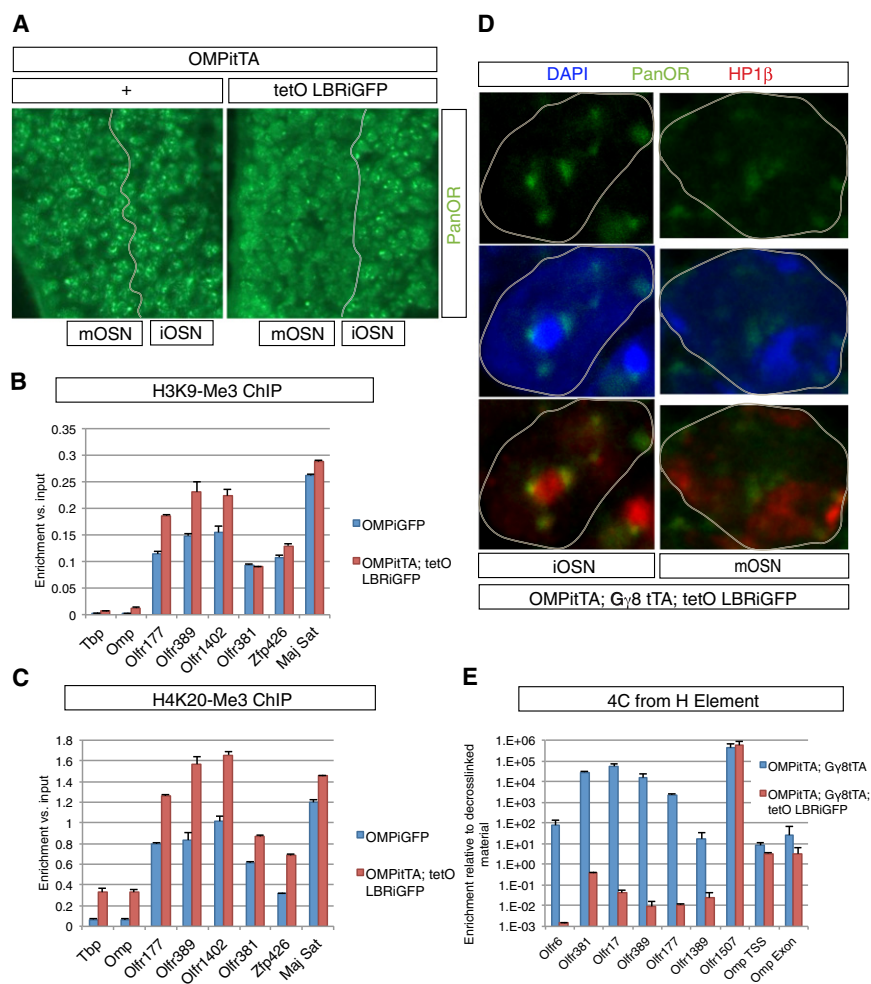 A
OMPitTA
+
tetO LBRiGFP
PanOR
mOSN
iOSN
mOSN
iOSN
B
H3K9-Me3 ChIP
Enrichment vs. input
0.35
0.3
0.25
0.2
0.15
0.1
0.05
0
Tbp
Omp
Olfr177
Olfr389
Olfr1402
Olfr381
Zfp426
Maj Sat
OMPiGFP
OMPitTA; tetO
LBRiGFP
C
H4K20-Me3 ChIP
Enrichment vs. input
1.8
1.6
1.4
1.2
1
0.8
0.6
0.4
0.2
0
Tbp
Omp
Olfr177
Olfr389
Olfr1402
Olfr381
Zfp426
Maj Sat
OMPiGFP
OMPitTA; tetO
LBRiGFP
D
DAPI PanOR HP1β
iOSN
mOSN
OMPitTA; Gγ8 tTA; tetO LBRiGFP
E
4C from H Element
Enrichment relative to decrosslinked
material
1.E+06
1.E+05
1.E+04
1.E+03
1.E+02
1.E+01
1.E+00
1.E-01
1.E-02
1.E-03
Olfr6
Olfr381
Olfr17
Olfr389
Olfr177
Olfr1389
Olfr1507
Omp TSS
Omp Exon
OMPitTA; Gγ8tTA
OMPitTA; Gγ8tTA;
tetO LBRiGFP